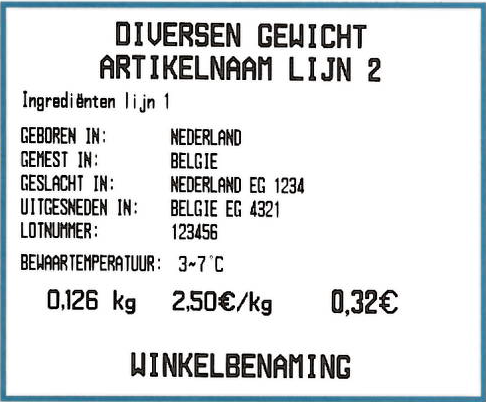 DIVERSEN GEWICHT
ARTIKELNAAM LIJN 2
Ingrediënten lijn 1
GEBOREN IN: NEDERLAND
GEMEST IN: BELGIE
GESLACHT IN: NEDERLAND EG 1234
UITGESNEDEN IN: BELGIE EG 4321
LOTNUMMER: 123456
BEWAARTEMPERATUUR: 3~7°C
0,126 kg 2,50€/kg 0,32€
WINKELBENAMING